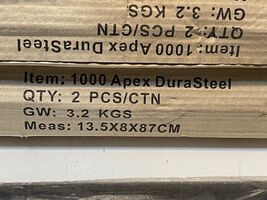 Item: 1000 Apex DuraSteel
QTY: 2 PCS/CTN
GW: 3.2 KGS
Item; 1000 Apex DuraSteel
QTY: 2 PCS/CTN
GW: 3.2 KGS
Meas: 13.5X8X87CM